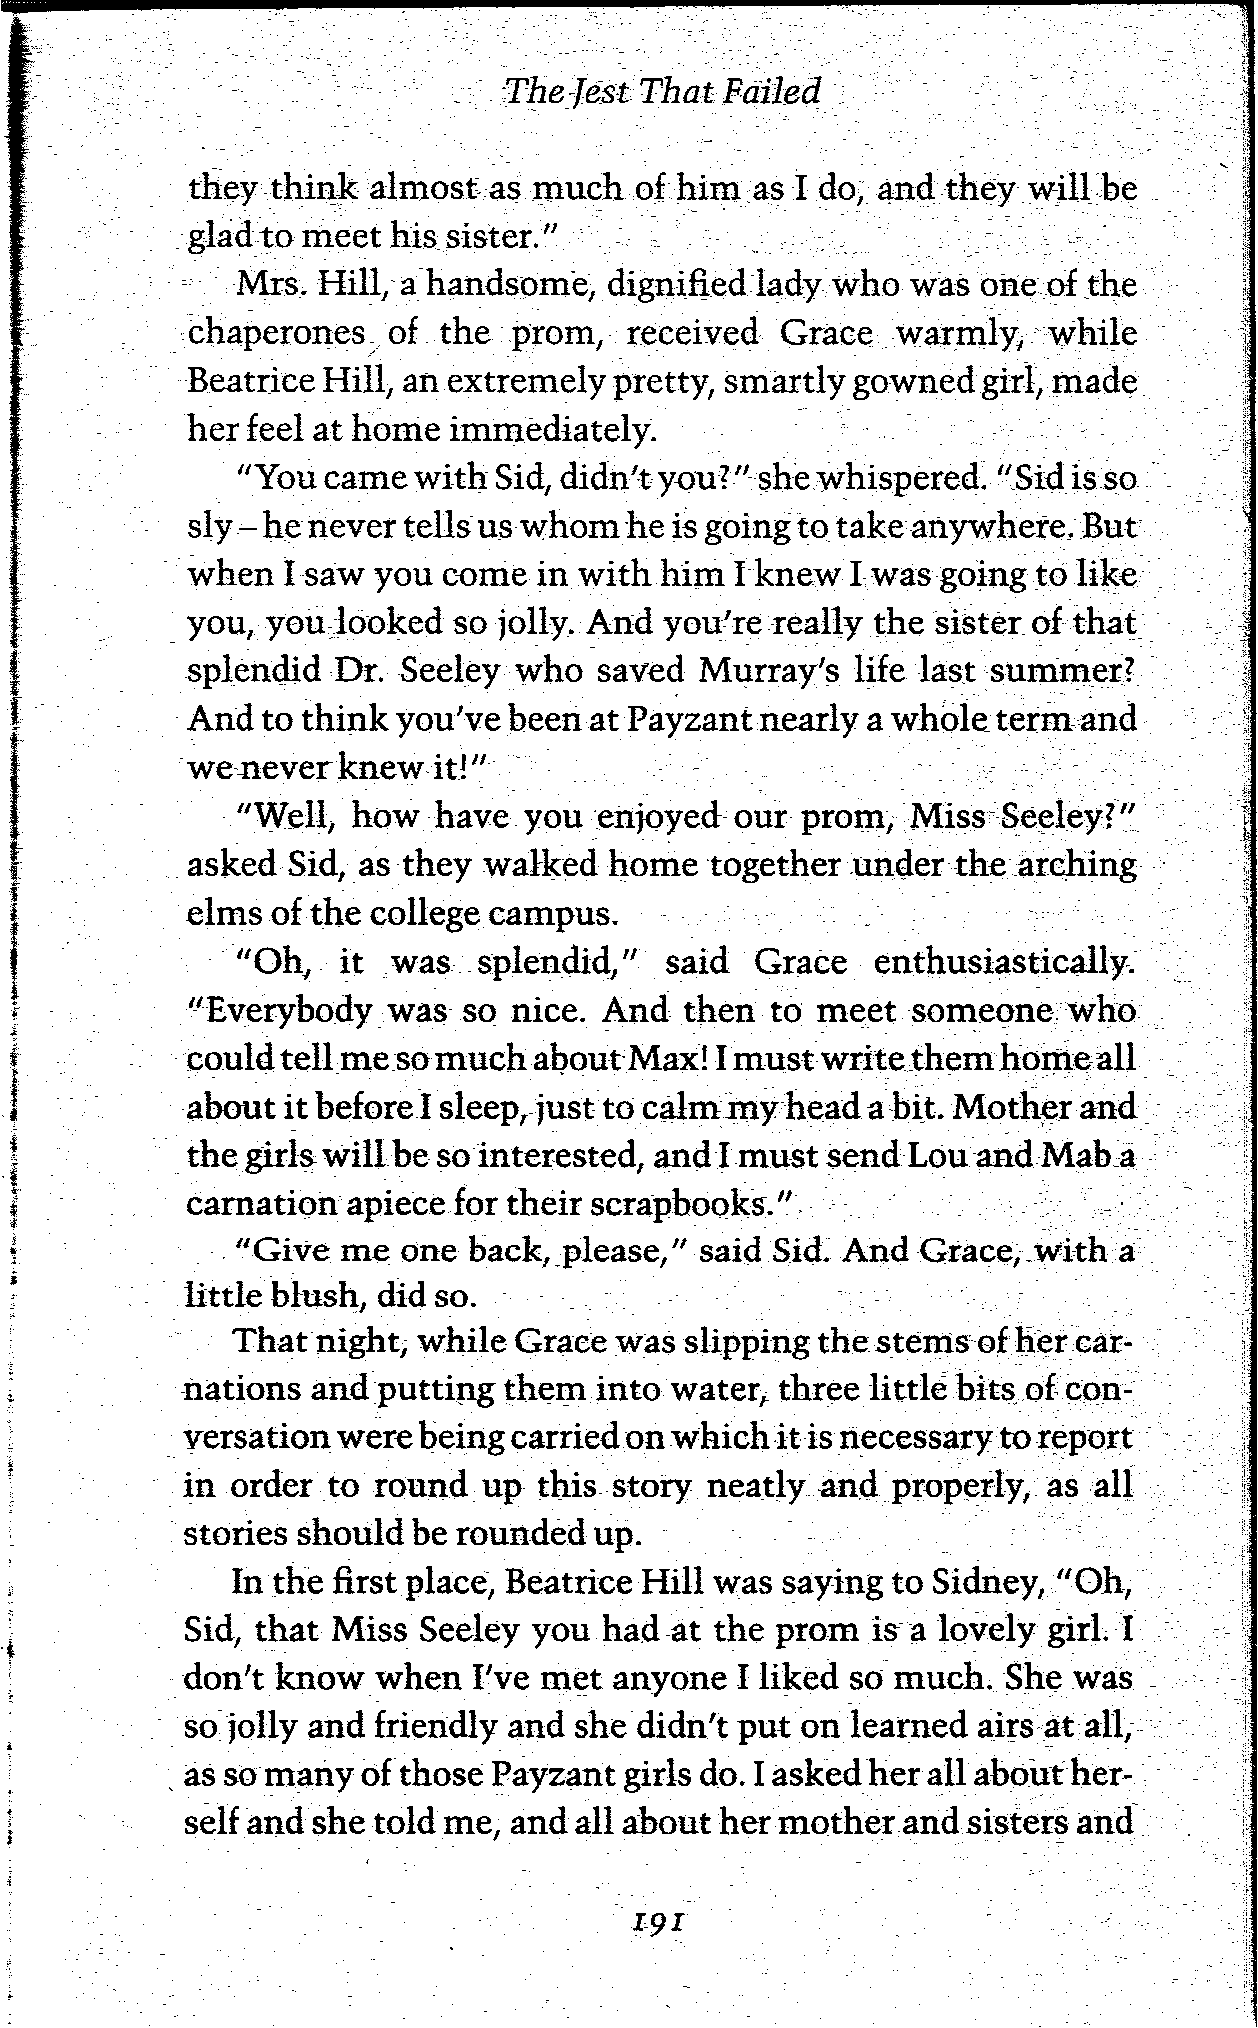 The Jest That Failed
they think almost as much of him as I do, and they will be
glad to meet his sister."
Mrs. Hill, a handsome, dignified lady who was one of the
chaperones of the prom, received Grace warmly, while
Beatrice Hill, an extremely pretty, smartly gowned girl, made
her feel at home immediately.
"You came with Sid, didn't you?" she whispered. "Sid is so
sly – he never tells us whom he is going to take anywhere. But
when I saw you come in with him I knew I was going to like
you, you looked so jolly. And you're really the sister of that
splendid Dr. Seeley who saved Murray's life last summer?
And to think you've been at Payzant nearly a whole term and
we never knew it!"
"Well, how have you enjoyed our prom, Miss Seeley?"
asked Sid, as they walked home together under the arching
elms of the college campus.
"Oh, it was splendid," said Grace enthusiastically.
"Everybody was so nice. And then to meet someone who
could tell me so much about Max! I must write them home all
about it before I sleep, just to calm my head a bit. Mother and
the girls will be so interested, and I must send Lou and Mab a
carnation apiece for their scrapbooks."
"Give me one back, please," said Sid. And Grace, with a
little blush, did so.
That night, while Grace was slipping the stems of her car-
nations and putting them into water, three little bits of con-
versation were being carried on which it is necessary to report
in order to round up this story neatly and properly, as all
stories should be rounded up.
In the first place, Beatrice Hill was saying to Sidney, "Oh,
Sid, that Miss Seeley you had at the prom is a lovely girl. I
don't know when I've met anyone I liked so much. She was
so jolly and friendly and she didn't put on learned airs at all,
as so many of those Payzant girls do. I asked her all about her-
self and she told me, and all about her mother and sisters and
191